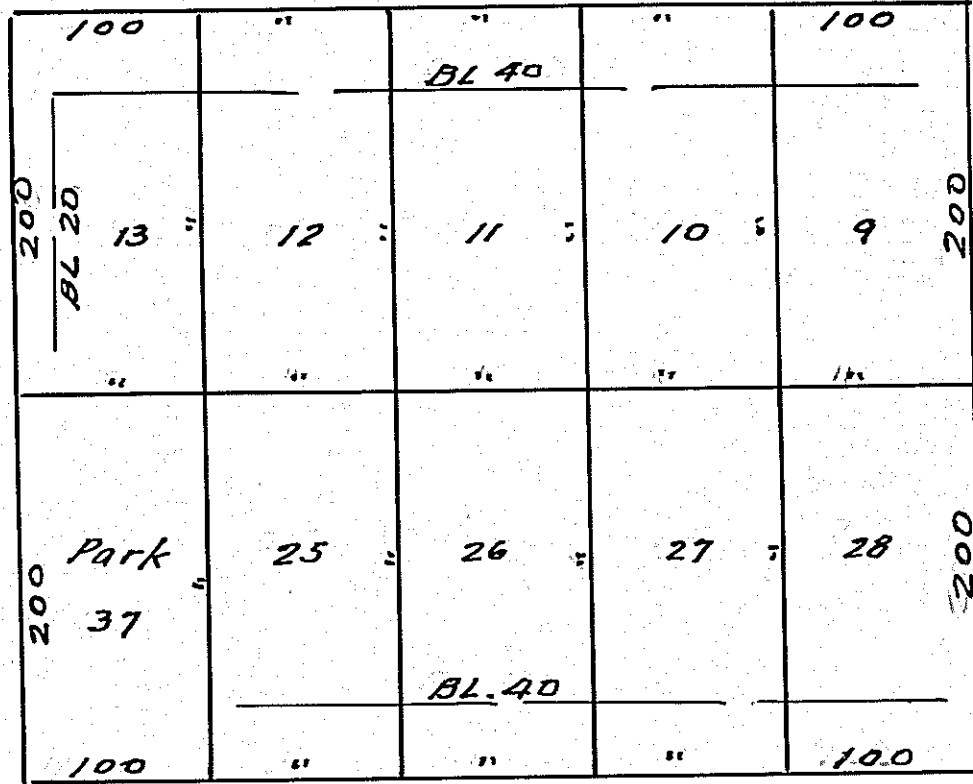 100 " " " 100
BL 40
200 BL 20 13 " 12 " 11 " 10 " 9 200
" " " " "
Park 37 200 " 25 " 26 " 27 " 28 200
BL. 40
100 " " " 100